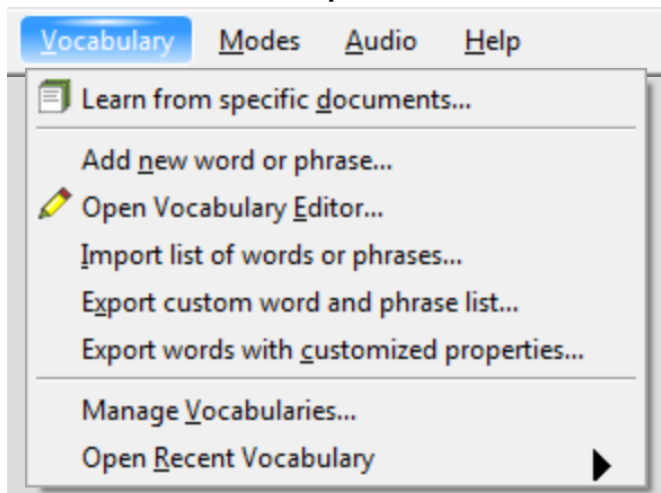 Vocabulary Modes Audio Help
Learn from specific documents...
Add new word or phrase...
Open Vocabulary Editor...
Import list of words or phrases...
Export custom word and phrase list...
Export words with customized properties...
Manage Vocabularies...
Open Recent Vocabulary